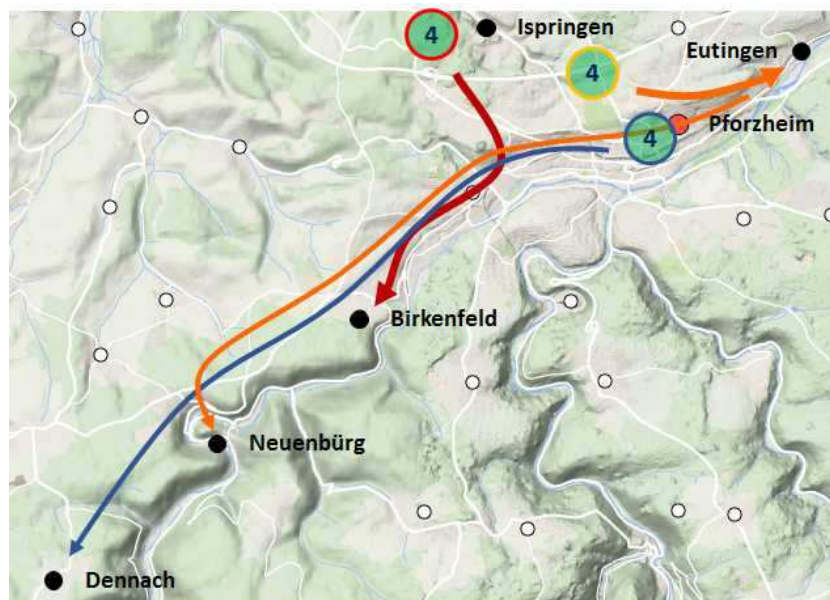 4
Ispringen
Eutingen
4
Pforzheim
4
Birkenfeld
Neuenbürg
Dennach